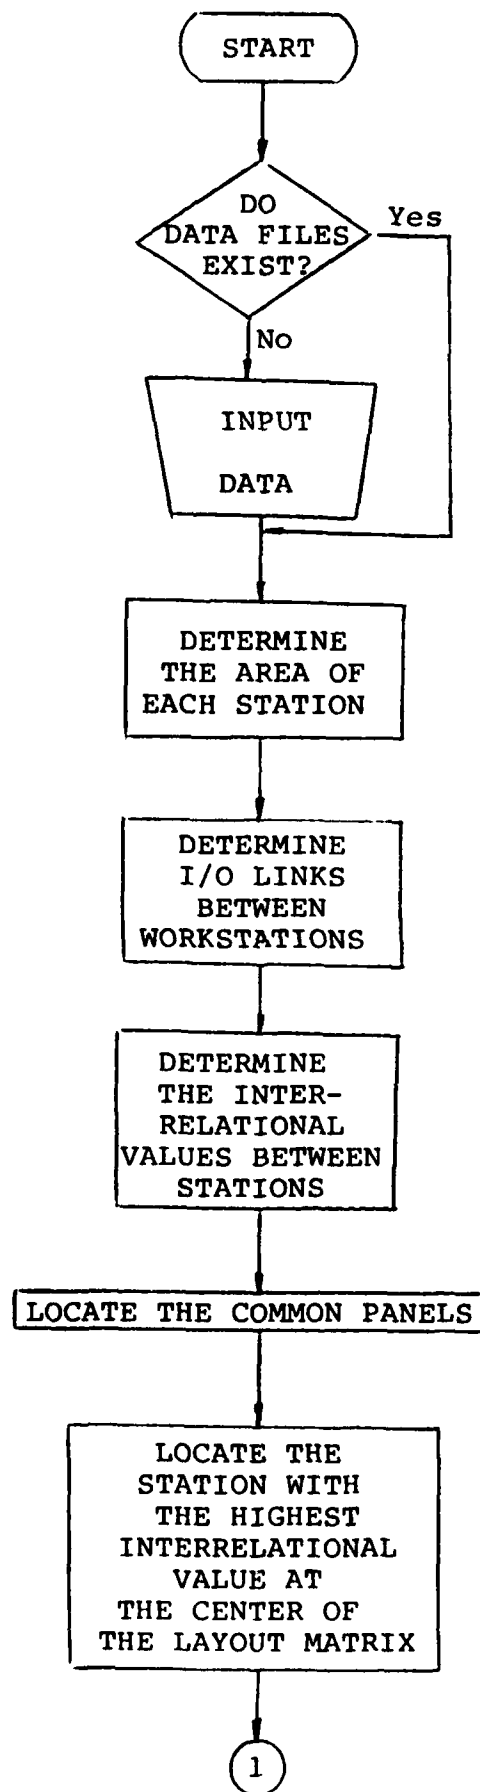 START
DO
DATA FILES
EXIST?
Yes
No
INPUT
DATA
DETERMINE
THE AREA OF
EACH STATION
DETERMINE
I/O LINKS
BETWEEN
WORKSTATIONS
DETERMINE
THE INTER-
RELATIONAL
VALUES BETWEEN
STATIONS
LOCATE THE COMMON PANELS
LOCATE THE
STATION WITH
THE HIGHEST
INTERRELATIONAL
VALUE AT
THE CENTER OF
THE LAYOUT MATRIX
1